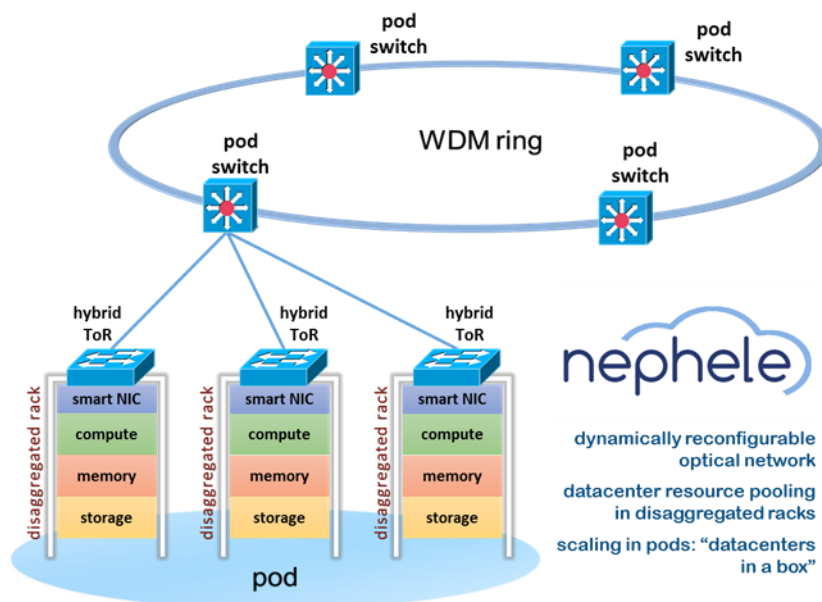 pod
switch
pod
switch
WDM ring
pod
switch
pod
switch
hybrid
ToR
hybrid
ToR
hybrid
ToR
disaggregated rack
smart NIC
compute
memory
storage
disaggregated rack
smart NIC
compute
memory
storage
disaggregated rack
smart NIC
compute
memory
storage
pod
nephele
dynamically reconfigurable
optical network
datacenter resource pooling
in disaggregated racks
scaling in pods: “datacenters
in a box”